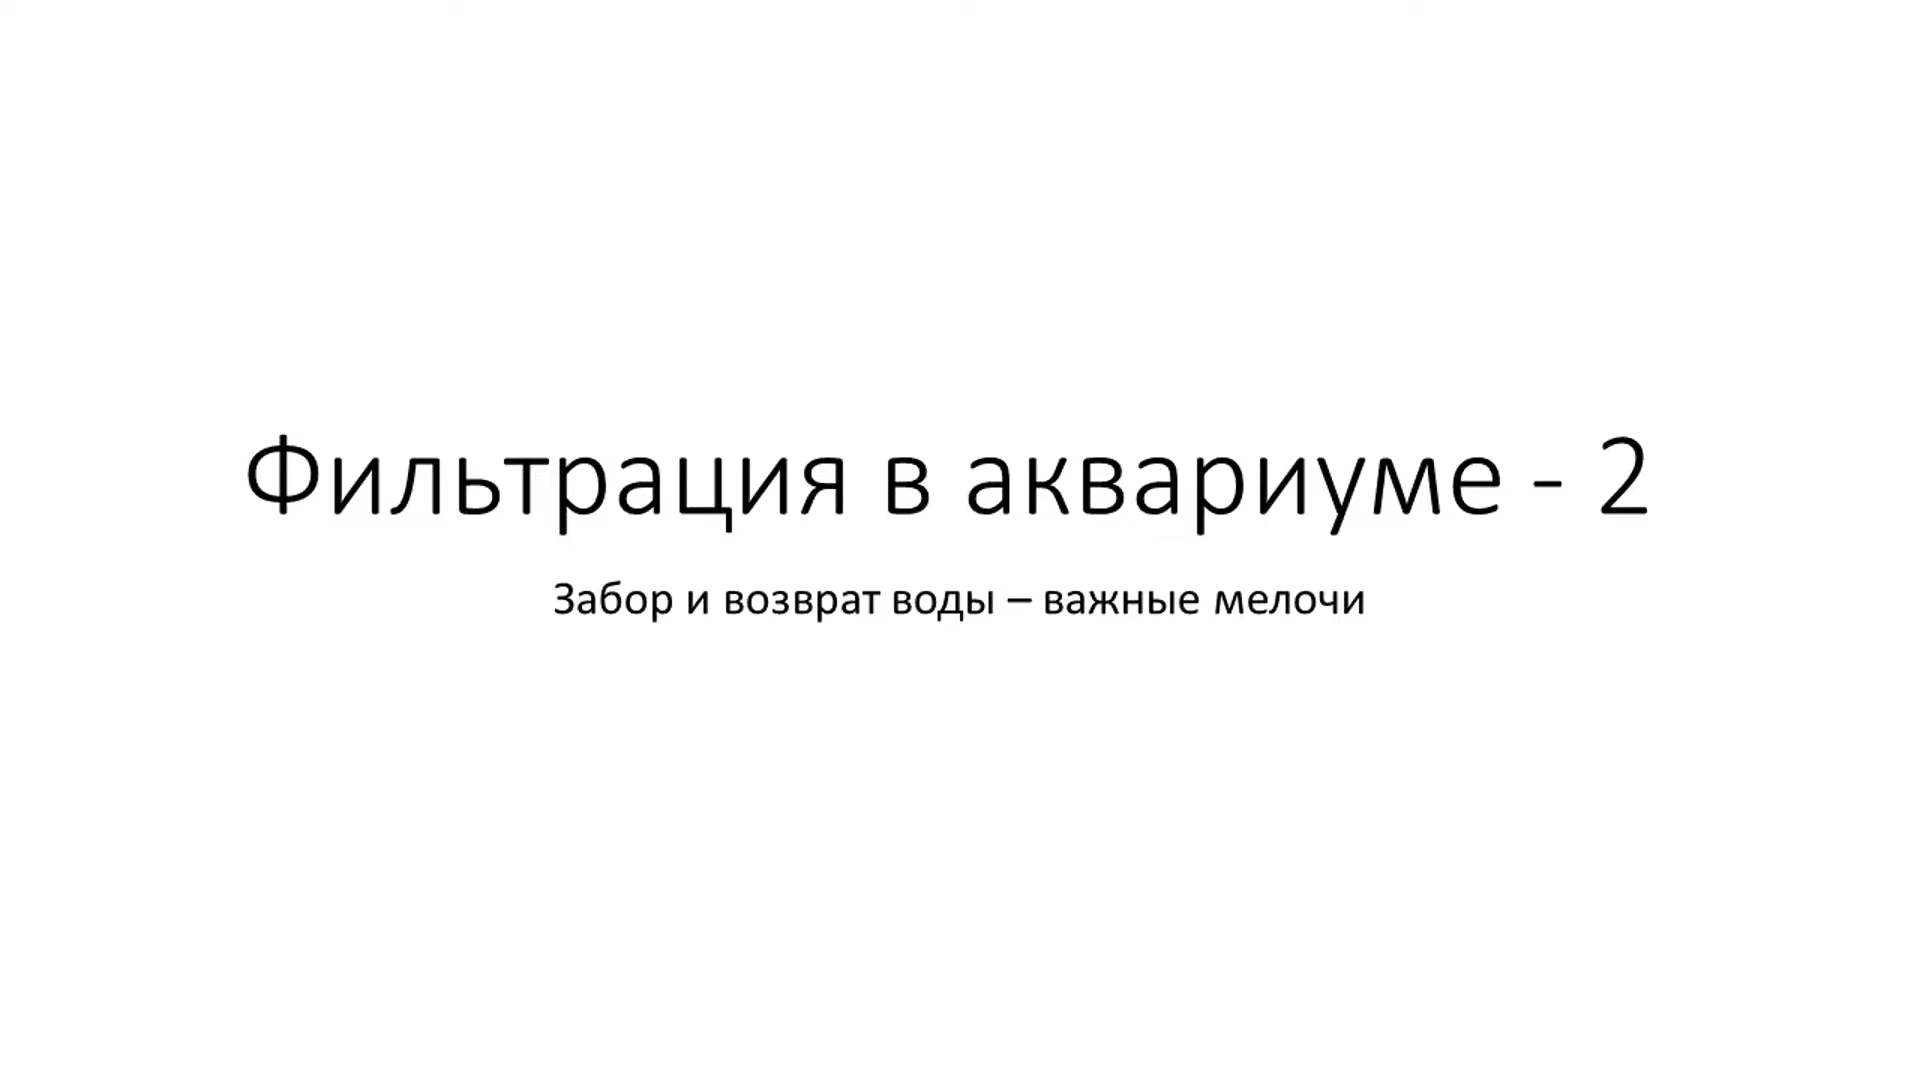 Фильтрация в аквариуме - 2
Забор и возврат воды – важные мелочи